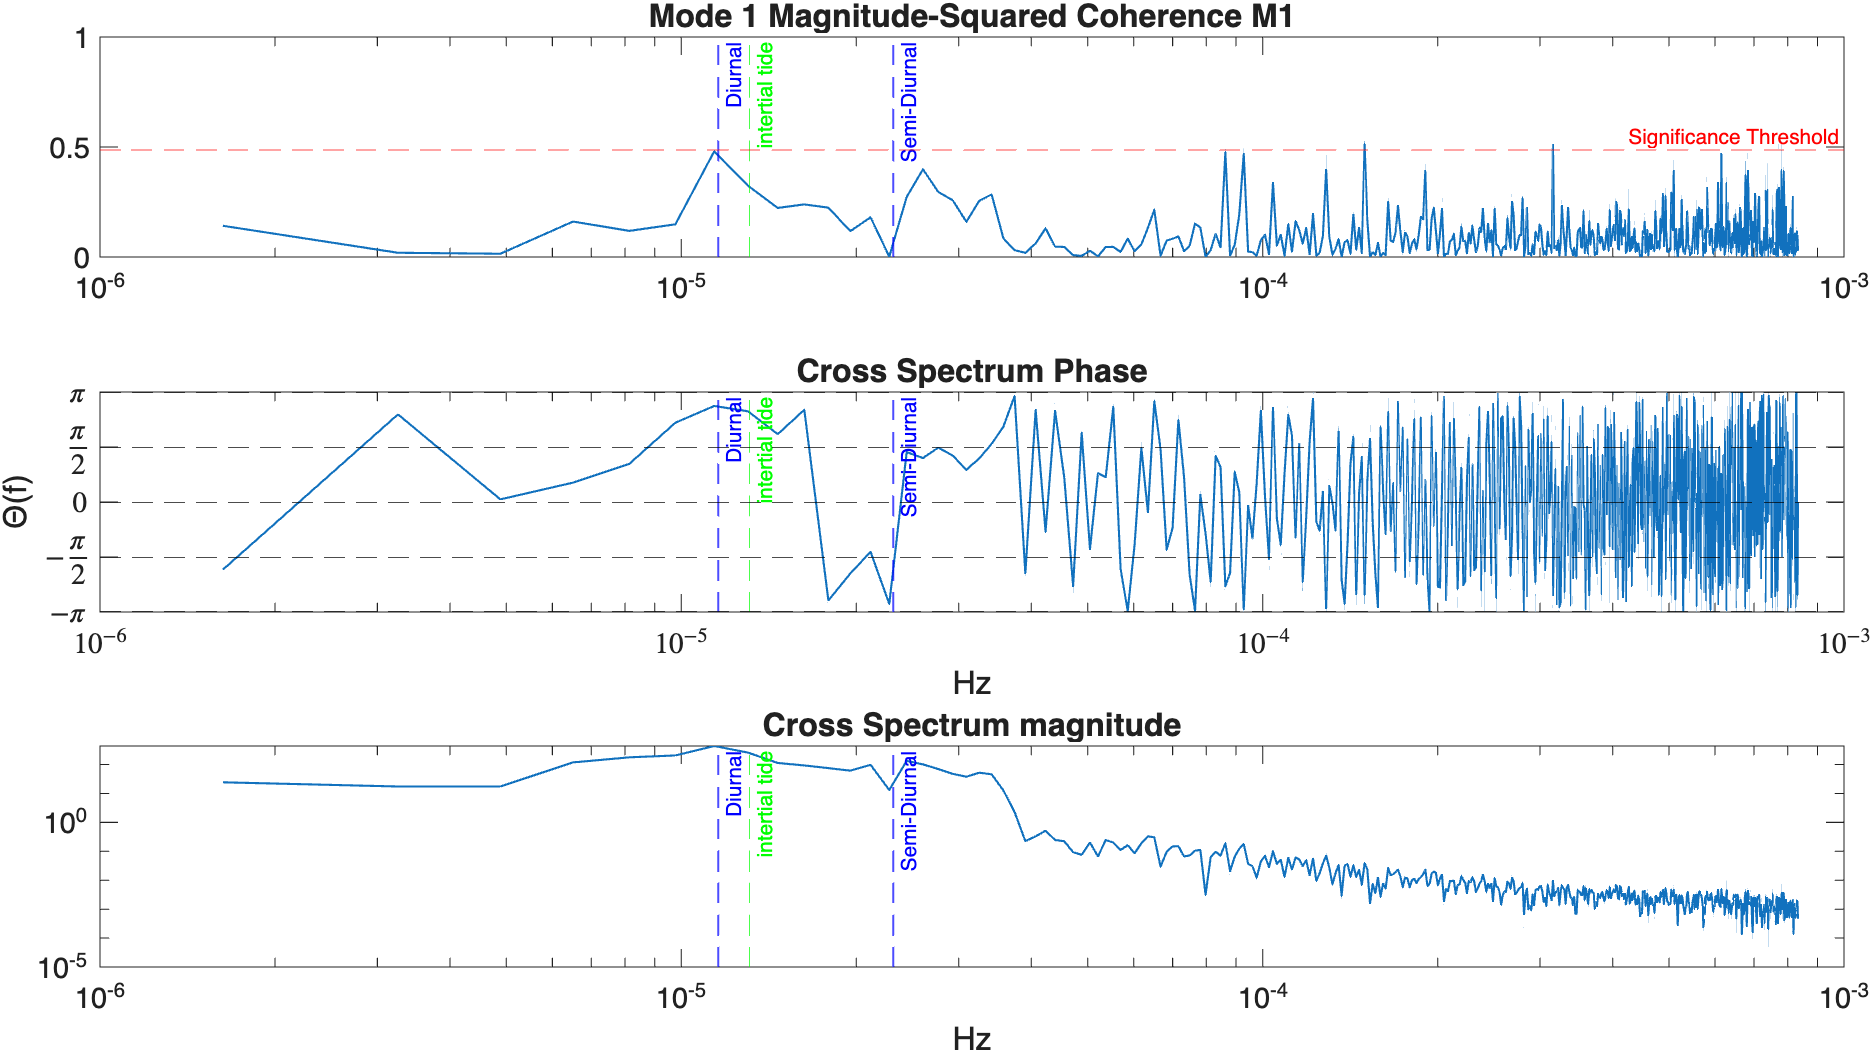 Mode 1 Magnitude-Squared Coherence M1
1
0.5
0
Diurnal
intertial tide
Semi-Diurnal
Significance Threshold
10^-6
10^-5
10^-4
10^-3
Cross Spectrum Phase
Θ(f)
π
π/2
0
−π/2
−π
Diurnal
intertial tide
Semi-Diurnal
10^−6
10^−5
10^−4
10^−3
Hz
Cross Spectrum magnitude
10^0
10^-5
Diurnal
intertial tide
Semi-Diurnal
10^-6
10^-5
10^-4
10^-3
Hz